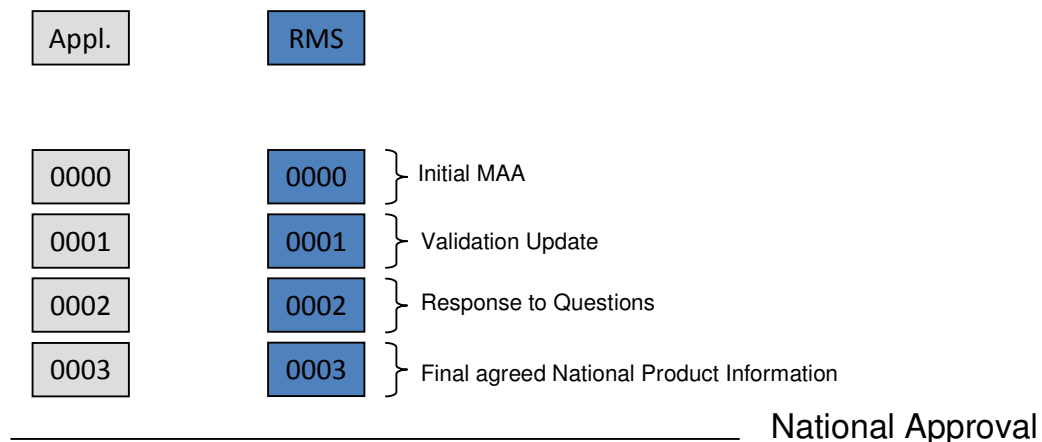 Appl. RMS
0000 0000 Initial MAA
0001 0001 Validation Update
0002 0002 Response to Questions
0003 0003 Final agreed National Product Information
National Approval